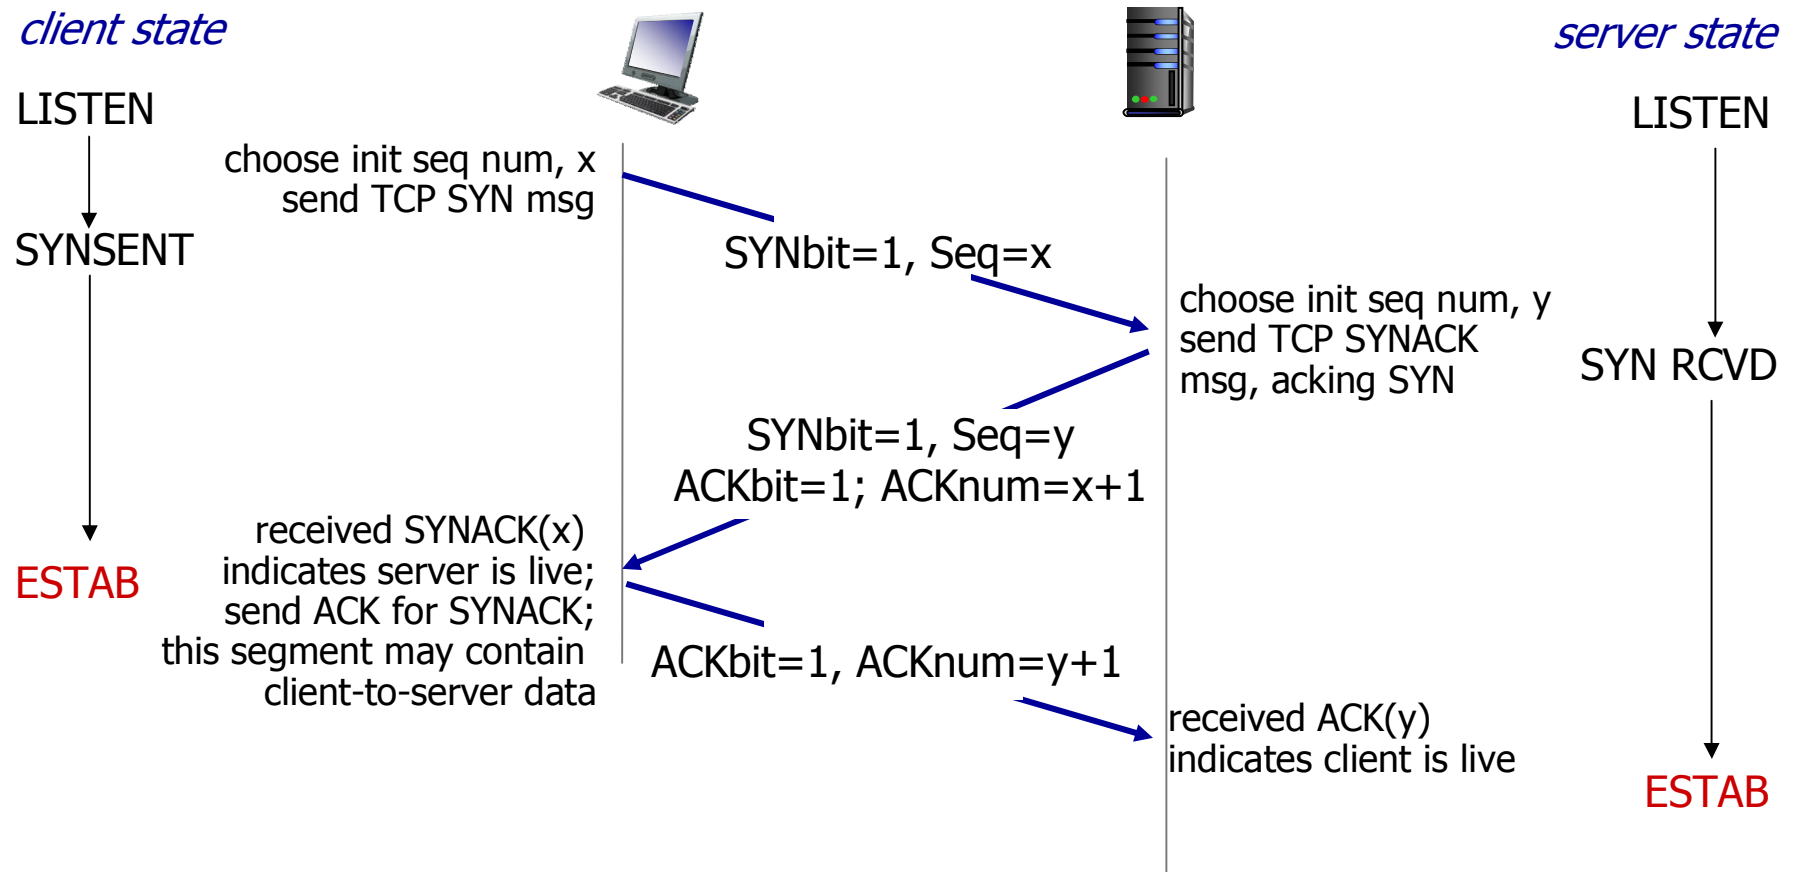 client state
server state
LISTEN
LISTEN
choose init seq num, x
send TCP SYN msg
SYNSENT
SYNbit=1, Seq=x
choose init seq num, y
send TCP SYNACK
msg, acking SYN
SYN RCVD
SYNbit=1, Seq=y
ACKbit=1; ACKnum=x+1
received SYNACK(x)
indicates server is live;
send ACK for SYNACK;
this segment may contain
client-to-server data
ESTAB
ACKbit=1, ACKnum=y+1
received ACK(y)
indicates client is live
ESTAB